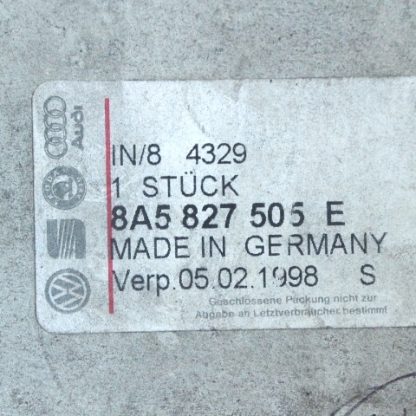 Audi
IN/8 4329
1 STÜCK
8A5 827 505 E
MADE IN GERMANY
Verp.05.02.1998 S
Geschlossene Packung nicht zur
Abgabe an Letztverbraucher bestimmt